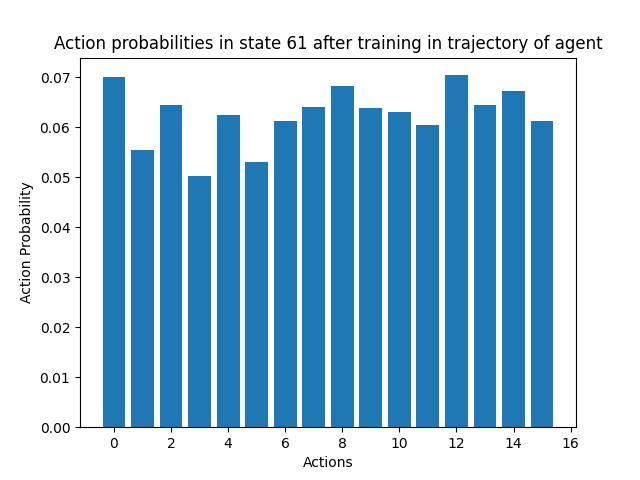 Action probabilities in state 61 after training in trajectory of agent
0.07
0.06
0.05
0.04
0.03
0.02
0.01
0.00
Action Probability
0 2 4 6 8 10 12 14 16
Actions